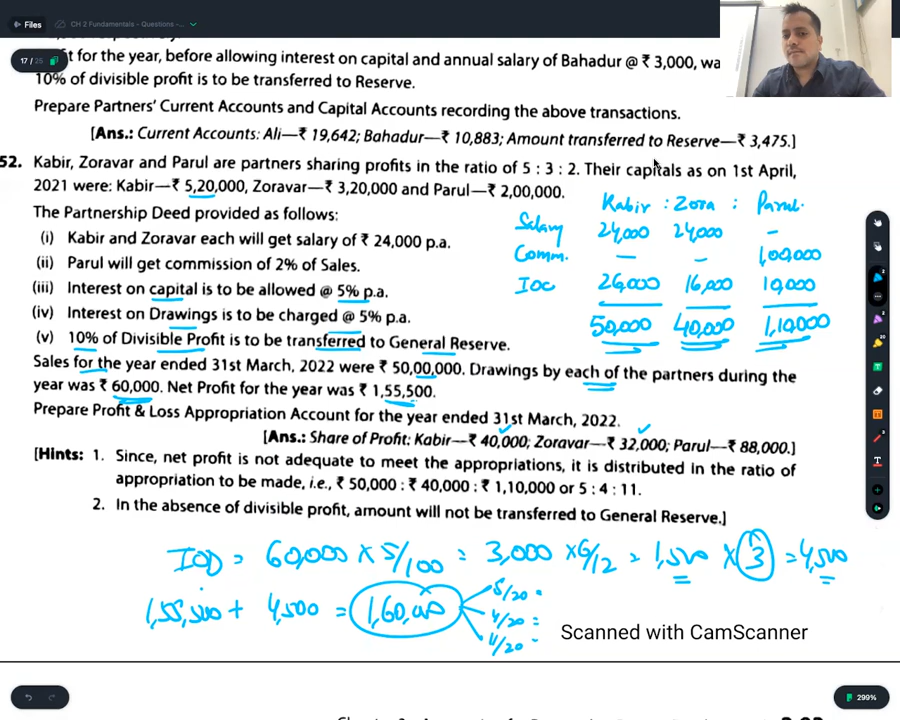 Files
CH 2 Fundamentals - Questions -...
17 / 25
t for the year, before allowing interest on capital and annual salary of Bahadur @ ₹ 3,000, wa
10% of divisible profit is to be transferred to Reserve.
Prepare Partners' Current Accounts and Capital Accounts recording the above transactions.
[Ans.: Current Accounts: Ali—₹ 19,642; Bahadur—₹ 10,883; Amount transferred to Reserve—₹ 3,475.]
52. Kabir, Zoravar and Parul are partners sharing profits in the ratio of 5 : 3 : 2. Their capitals as on 1st April,
2021 were: Kabir—₹ 5,20,000, Zoravar—₹ 3,20,000 and Parul—₹ 2,00,000.
The Partnership Deed provided as follows:
(i) Kabir and Zoravar each will get salary of ₹ 24,000 p.a.
(ii) Parul will get commission of 2% of Sales.
(iii) Interest on capital is to be allowed @ 5% p.a.
(iv) Interest on Drawings is to be charged @ 5% p.a.
(v) 10% of Divisible Profit is to be transferred to General Reserve.
Kabir : Zora : Parul.
Salary 24,000 24,000 -
Comm. - - 1,00,000
IOC 26,000 16,000 10,000
50,000 40,000 1,10,000
Sales for the year ended 31st March, 2022 were ₹ 50,00,000. Drawings by each of the partners during the
year was ₹ 60,000. Net Profit for the year was ₹ 1,55,500.
Prepare Profit & Loss Appropriation Account for the year ended 31st March, 2022.
[Ans.: Share of Profit: Kabir—₹ 40,000; Zoravar—₹ 32,000; Parul—₹ 88,000.]
[Hints: 1. Since, net profit is not adequate to meet the appropriations, it is distributed in the ratio of
appropriation to be made, i.e., ₹ 50,000 : ₹ 40,000 : ₹ 1,10,000 or 5 : 4 : 11.
2. In the absence of divisible profit, amount will not be transferred to General Reserve.]
IOD = 60,000 x 5/100 = 3,000 x 6/12 = 1,500 x 3 = 4,500
1,55,500 + 4,500 = 1,60,000
5/20 =
4/20 =
11/20 =
Scanned with CamScanner
299%